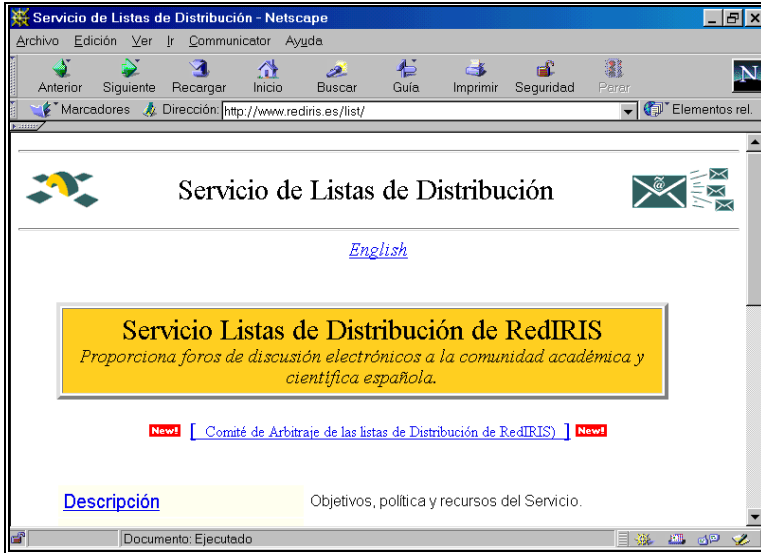 Servicio de Listas de Distribución - Netscape
Archivo Edición Ver Ir Communicator Ayuda
Anterior Siguiente Recargar Inicio Buscar Guía Imprimir Seguridad Parar
N
Marcadores Dirección: http://www.rediris.es/list/ Elementos rel.
Servicio de Listas de Distribución
@
English
Servicio Listas de Distribución de RedIRIS
Proporciona foros de discusión electrónicos a la comunidad académica y
científica española.
New! [ Comité de Arbitraje de las listas de Distribución de RedIRIS) ] New!
Descripción Objetivos, política y recursos del Servicio.
Documento: Ejecutado